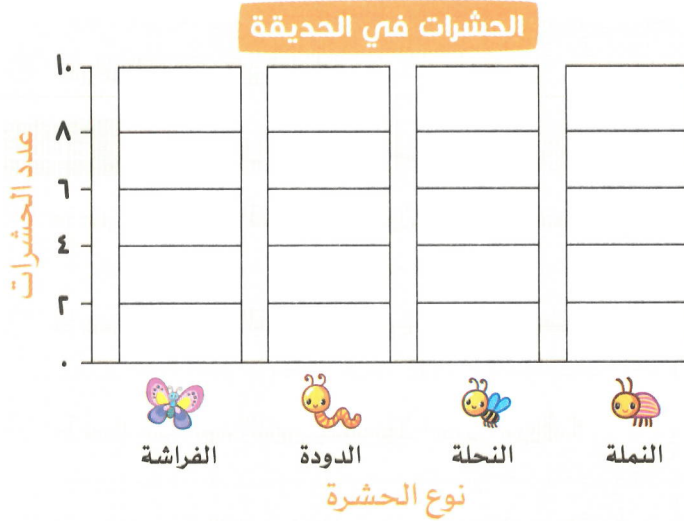 الحشرات في الحديقة
١٠
٨
٦
٤
٢
٠
عدد الحشرات
الفراشة
الدودة
النحلة
النملة
نوع الحشرة